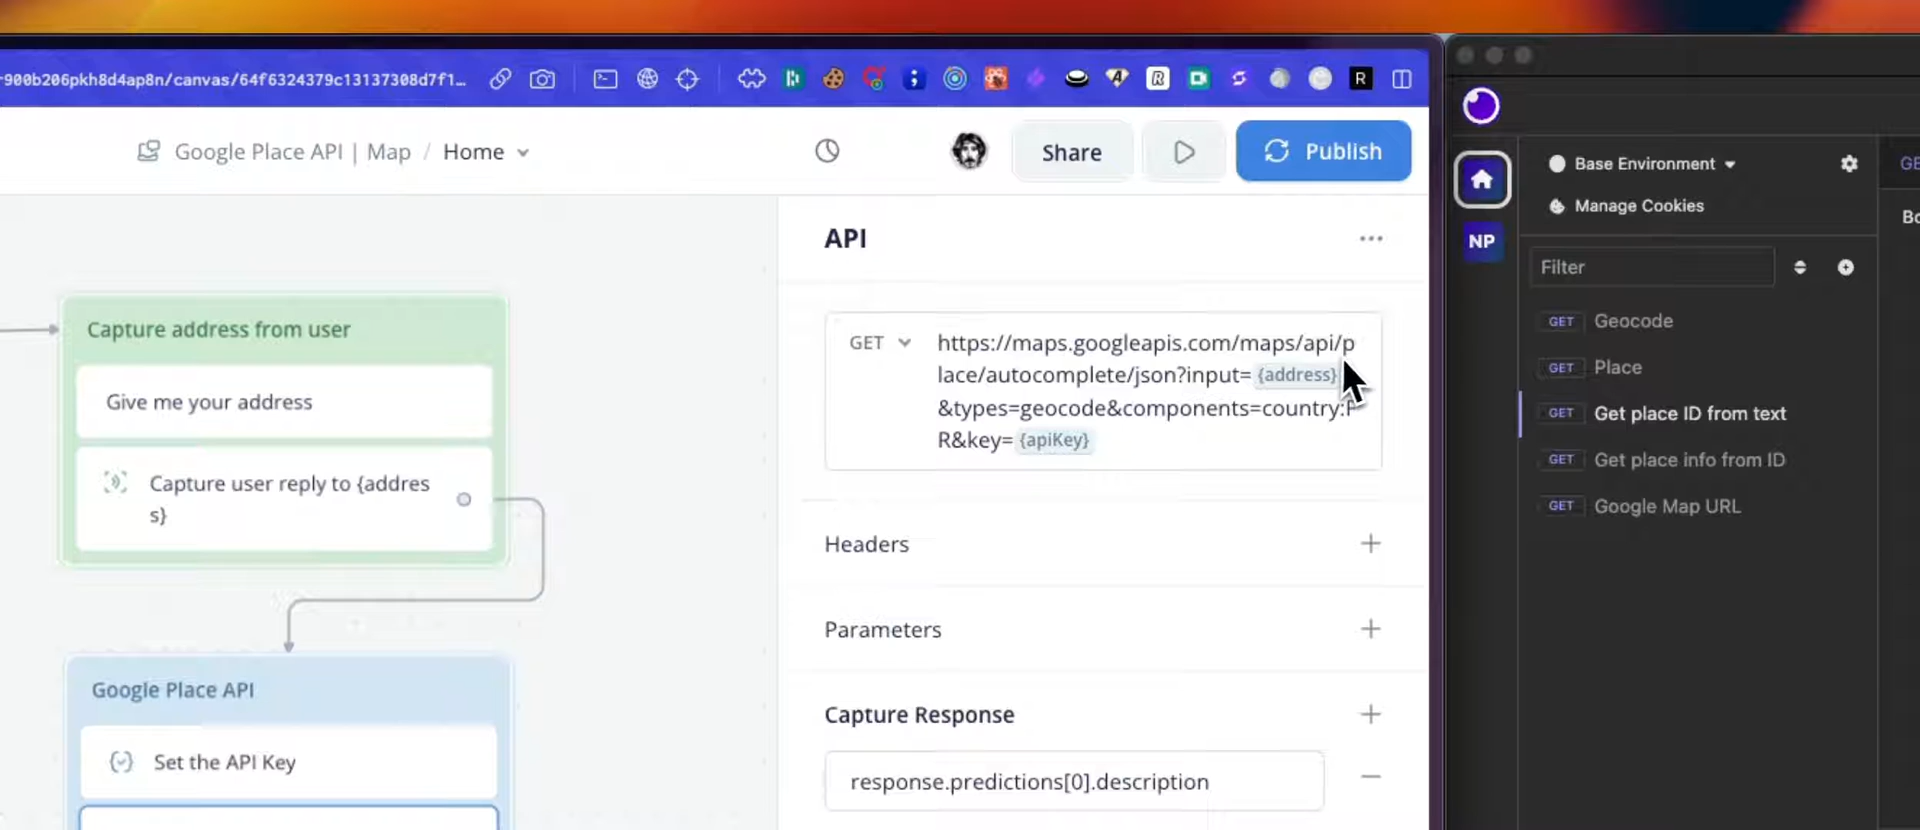 r900b206pkh8d4ap8n/canvas/64f6324379c13137308d7f1…
Google Place API | Map / Home
Share
Publish
API
GET
https://maps.googleapis.com/maps/api/p
lace/autocomplete/json?input= {address}
&types=geocode&components=country:F
R&key= {apiKey}
Headers
Parameters
Capture Response
response.predictions[0].description
Capture address from user
Give me your address
Capture user reply to {addres
s}
Google Place API
Set the API Key
NP
Base Environment
Manage Cookies
Filter
GET Geocode
GET Place
GET Get place ID from text
GET Get place info from ID
GET Google Map URL
GE
Bo
R
A
R